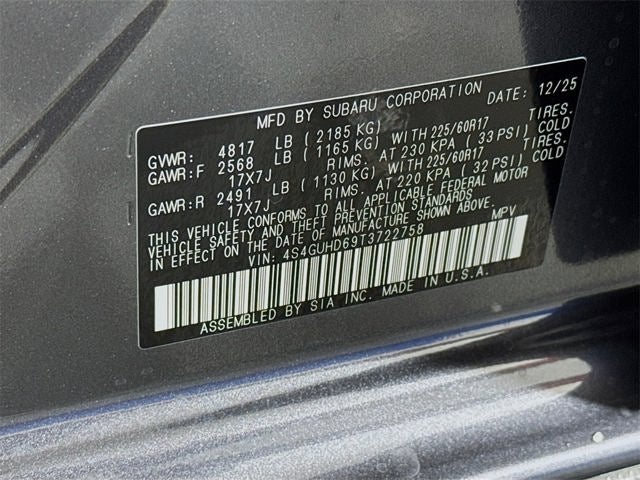 MFD BY SUBARU CORPORATION DATE: 12/25
GVWR: 4817 LB ( 2185 KG)
GAWR:F 2568 LB ( 1165 KG) WITH 225/60R17 TIRES.
17X7J RIMS. AT 230 KPA ( 33 PSI) COLD
GAWR:R 2491 LB ( 1130 KG) WITH 225/60R17 TIRES.
17X7J RIMS. AT 220 KPA ( 32 PSI) COLD
THIS VEHICLE CONFORMS TO ALL APPLICABLE FEDERAL MOTOR
VEHICLE SAFETY AND THEFT PREVENTION STANDARDS
IN EFFECT ON THE DATE OF MANUFACTURE SHOWN ABOVE.
VIN: 4S4GUHD69T3722758 MPV
ASSEMBLED BY SIA INC. MADE IN U.S.A.